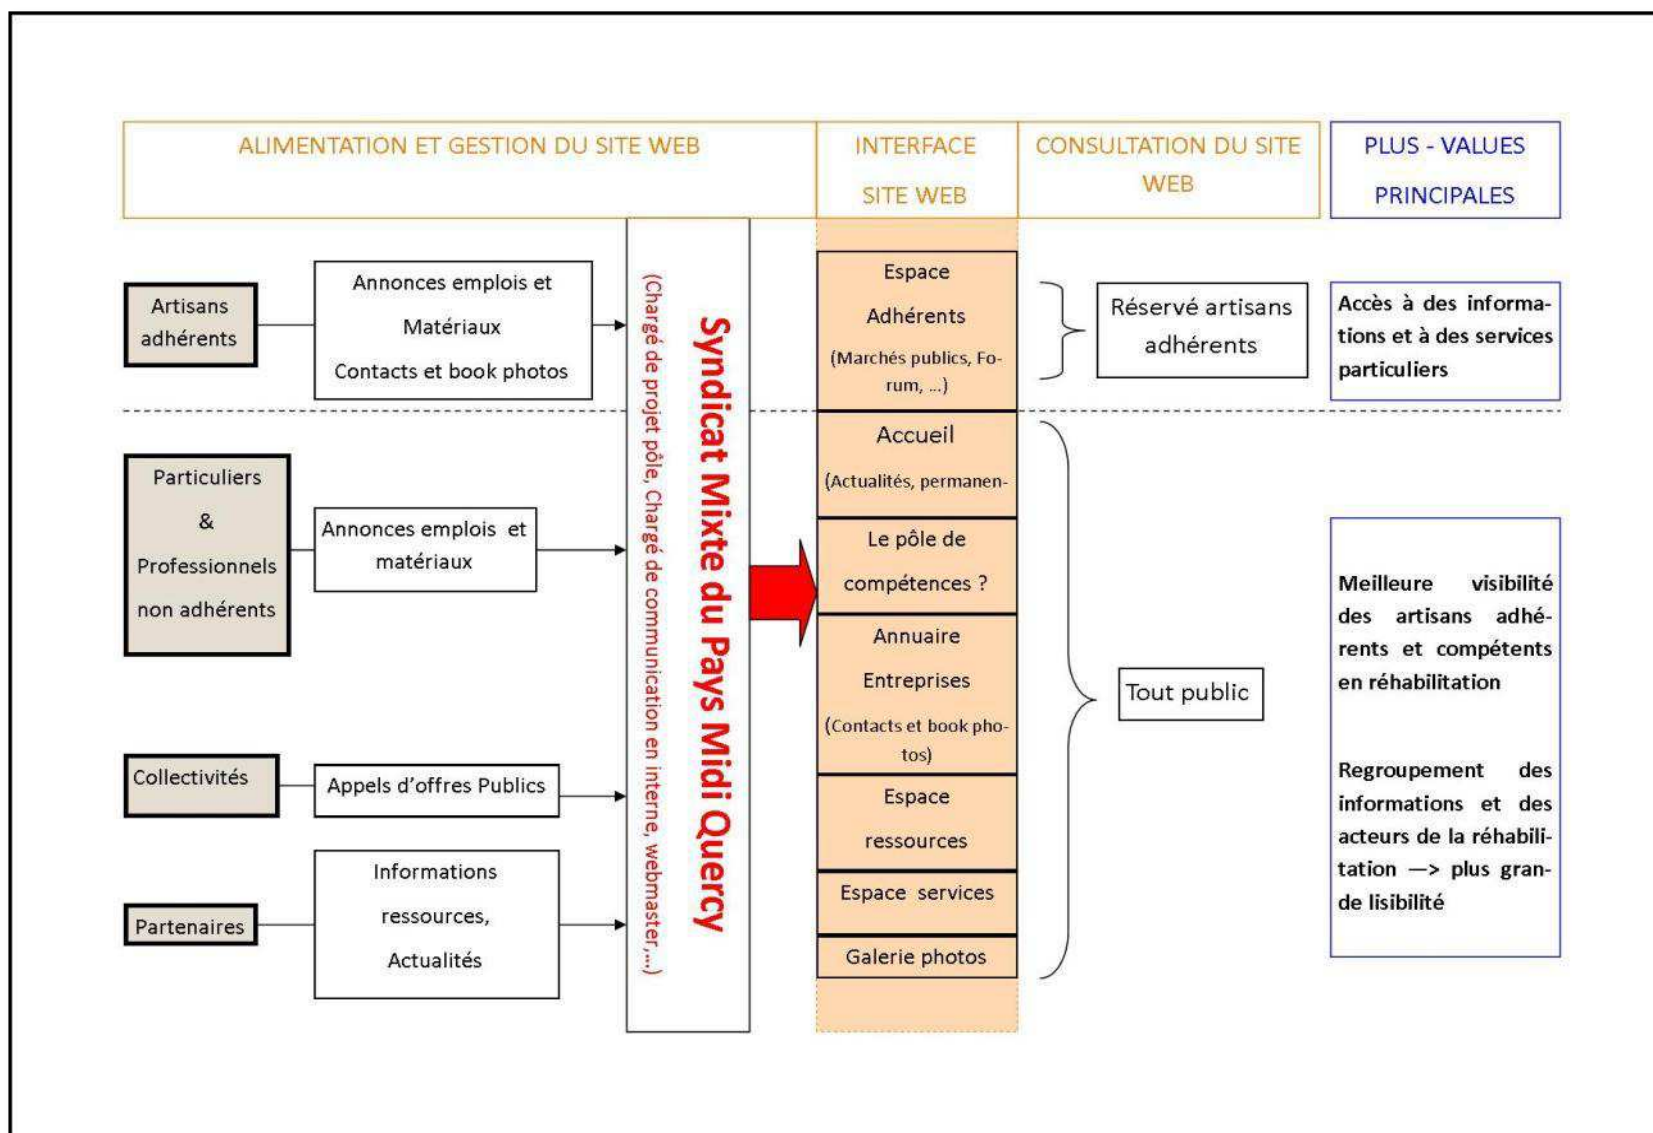 ALIMENTATION ET GESTION DU SITE WEB
INTERFACE
SITE WEB
CONSULTATION DU SITE
WEB
PLUS - VALUES
PRINCIPALES
Artisans
adhérents
Annonces emplois et
Matériaux
Contacts et book photos
Particuliers
&
Professionnels
non adhérents
Annonces emplois et
matériaux
Collectivités
Appels d'offres Publics
Partenaires
Informations
ressources,
Actualités
Syndicat Mixte du Pays Midi Quercy
(Chargé de projet pôle, Chargé de communication en interne, webmaster,...)
Espace
Adhérents
(Marchés publics, Fo-
rum, ...)
Accueil
(Actualités, permanen-
Le pôle de
compétences ?
Annuaire
Entreprises
(Contacts et book pho-
tos)
Espace
ressources
Espace services
Galerie photos
Réservé artisans
adhérents
Tout public
Accès à des informa-
tions et à des services
particuliers
Meilleure visibilité
des artisans adhé-
rents et compétents
en réhabilitation
Regroupement des
informations et des
acteurs de la réhabili-
tation —> plus gran-
de lisibilité